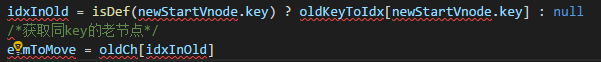 idxInOld = isDef(newStartVnode.key) ? oldKeyToIdx[newStartVnode.key] : null
/*获取同key的老节点*/
elmToMove = oldCh[idxInOld]